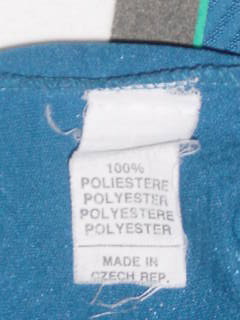 100%
POLIESTERE
POLYESTER
POLYESTERE
POLYESTER
MADE IN
CZECH REP.